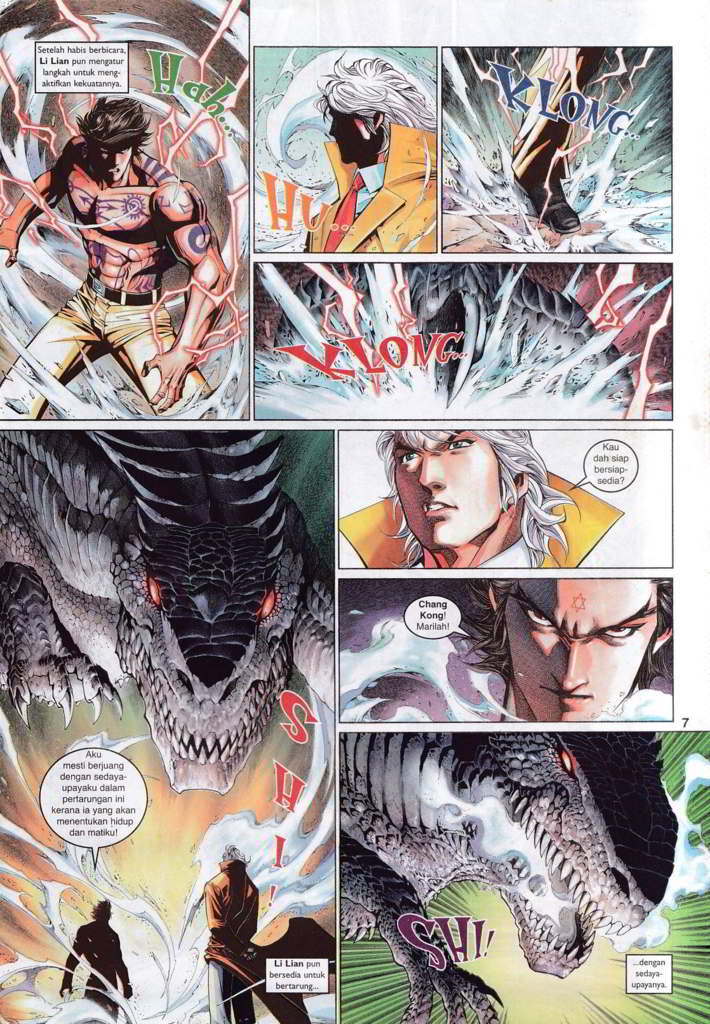 Setelah habis berbicara,
Li Lian pun mengatur
langkah untuk meng-
aktifkan kekuatannya.
Hah...
HU...
KLONG...
KLONG...
Kau
dah siap
bersiap-
sedia?
Chang
Kong!
Marilah!
7
SHI!
Aku
mesti berjuang
dengan sedaya-
upayaku dalam
pertarungan ini
kerana ia yang akan
menentukan hidup
dan matiku!
Li Lian pun
bersedia untuk
bertarung...
SHI!!
...dengan
sedaya-
upayanya.